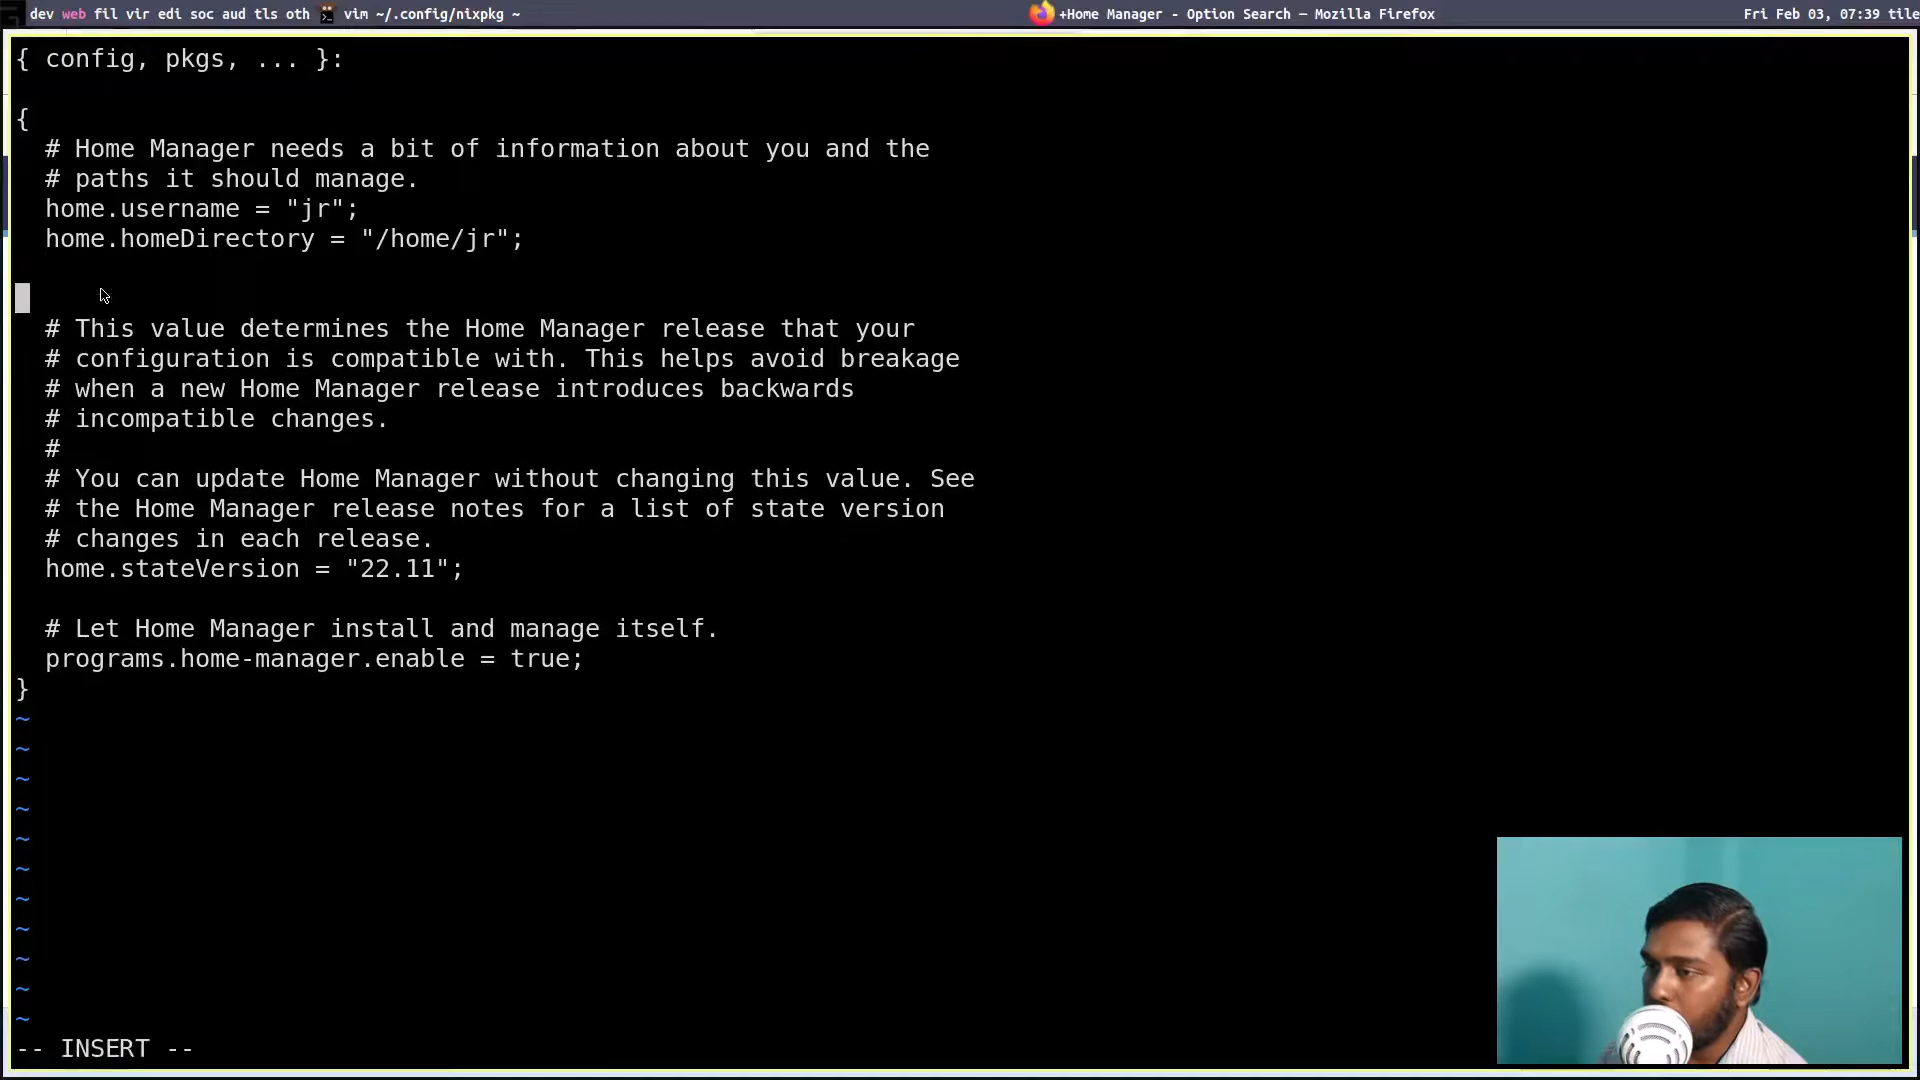 dev web fil vir edi soc aud tls oth vim ~/.config/nixpkg ~ +Home Manager - Option Search — Mozilla Firefox Fri Feb 03, 07:39 tile
{ config, pkgs, ... }:
{
# Home Manager needs a bit of information about you and the
# paths it should manage.
home.username = "jr";
home.homeDirectory = "/home/jr";
# This value determines the Home Manager release that your
# configuration is compatible with. This helps avoid breakage
# when a new Home Manager release introduces backwards
# incompatible changes.
#
# You can update Home Manager without changing this value. See
# the Home Manager release notes for a list of state version
# changes in each release.
home.stateVersion = "22.11";
# Let Home Manager install and manage itself.
programs.home-manager.enable = true;
}
~
~
~
~
~
~
~
~
~
~
~
-- INSERT --